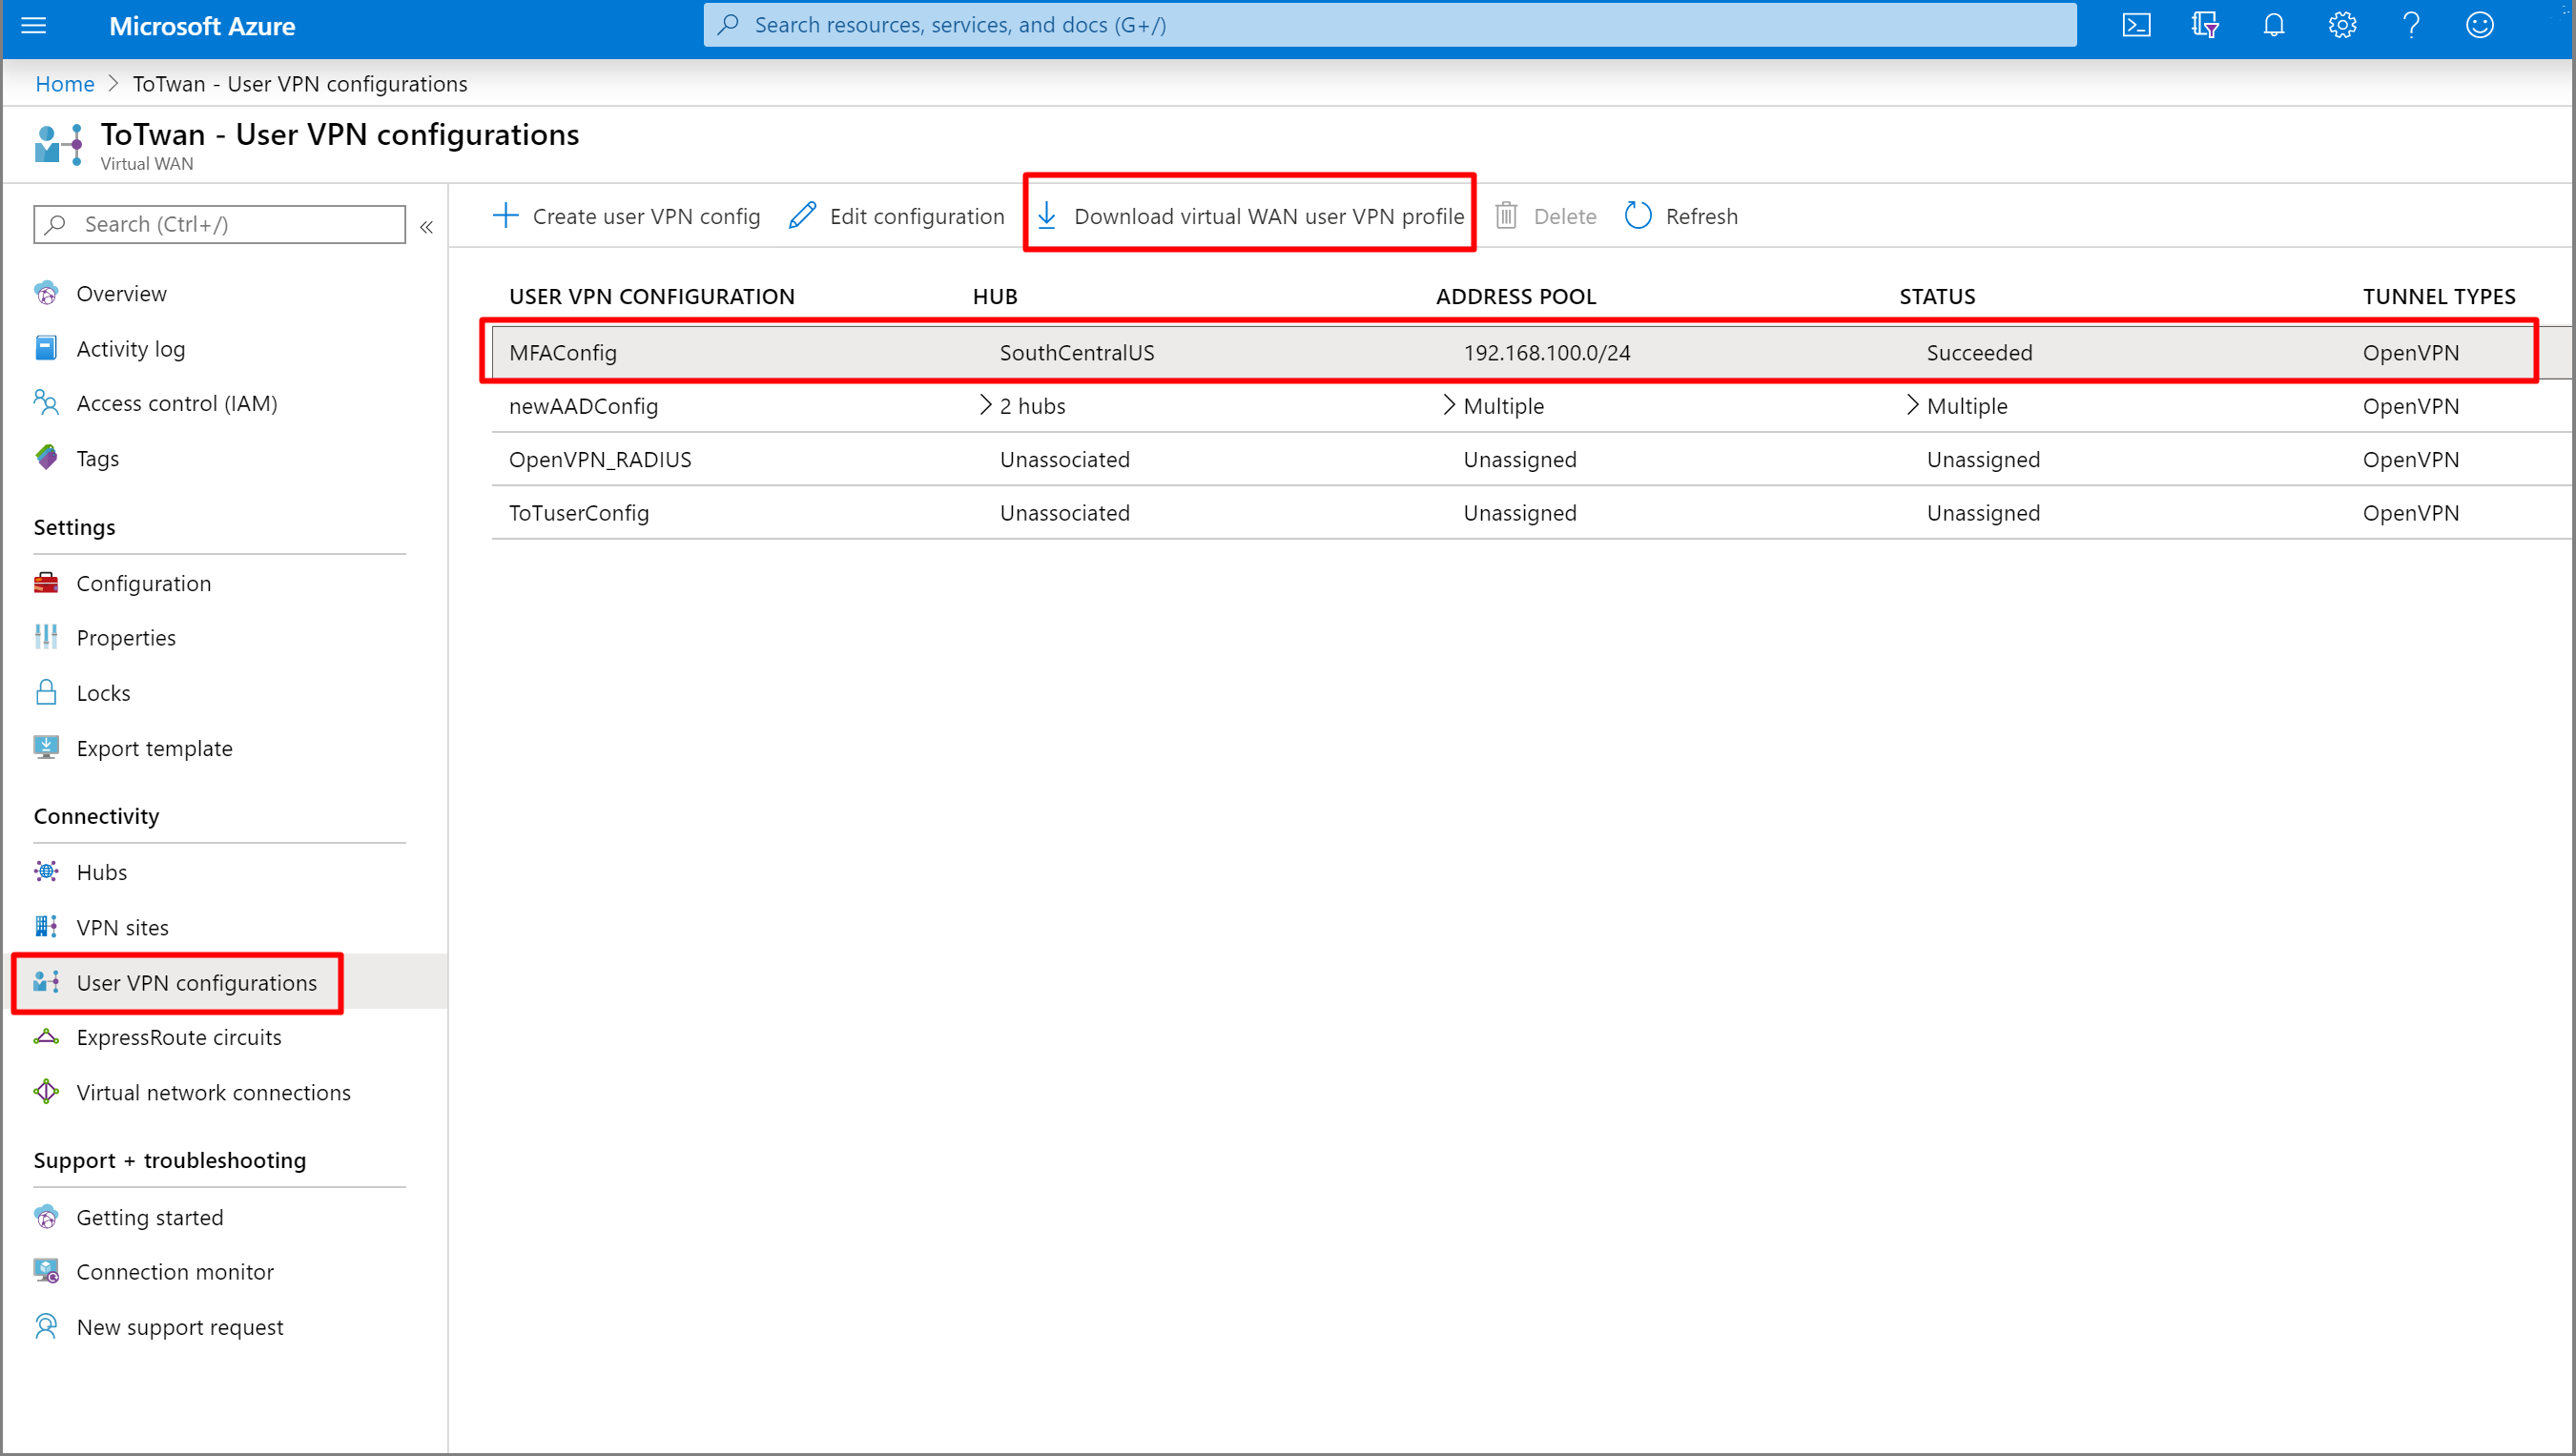 Microsoft Azure
Search resources, services, and docs (G+/)
Home > ToTwan - User VPN configurations
ToTwan - User VPN configurations
Virtual WAN
Search (Ctrl+/)
«
Overview
Activity log
Access control (IAM)
Tags
Settings
Configuration
Properties
Locks
Export template
Connectivity
Hubs
VPN sites
User VPN configurations
ExpressRoute circuits
Virtual network connections
Support + troubleshooting
Getting started
Connection monitor
New support request
Create user VPN config Edit configuration Download virtual WAN user VPN profile Delete Refresh
USER VPN CONFIGURATION HUB ADDRESS POOL STATUS TUNNEL TYPES
MFAConfig SouthCentralUS 192.168.100.0/24 Succeeded OpenVPN
newAADConfig > 2 hubs > Multiple > Multiple OpenVPN
OpenVPN_RADIUS Unassociated Unassigned Unassigned OpenVPN
ToTuserConfig Unassociated Unassigned Unassigned OpenVPN